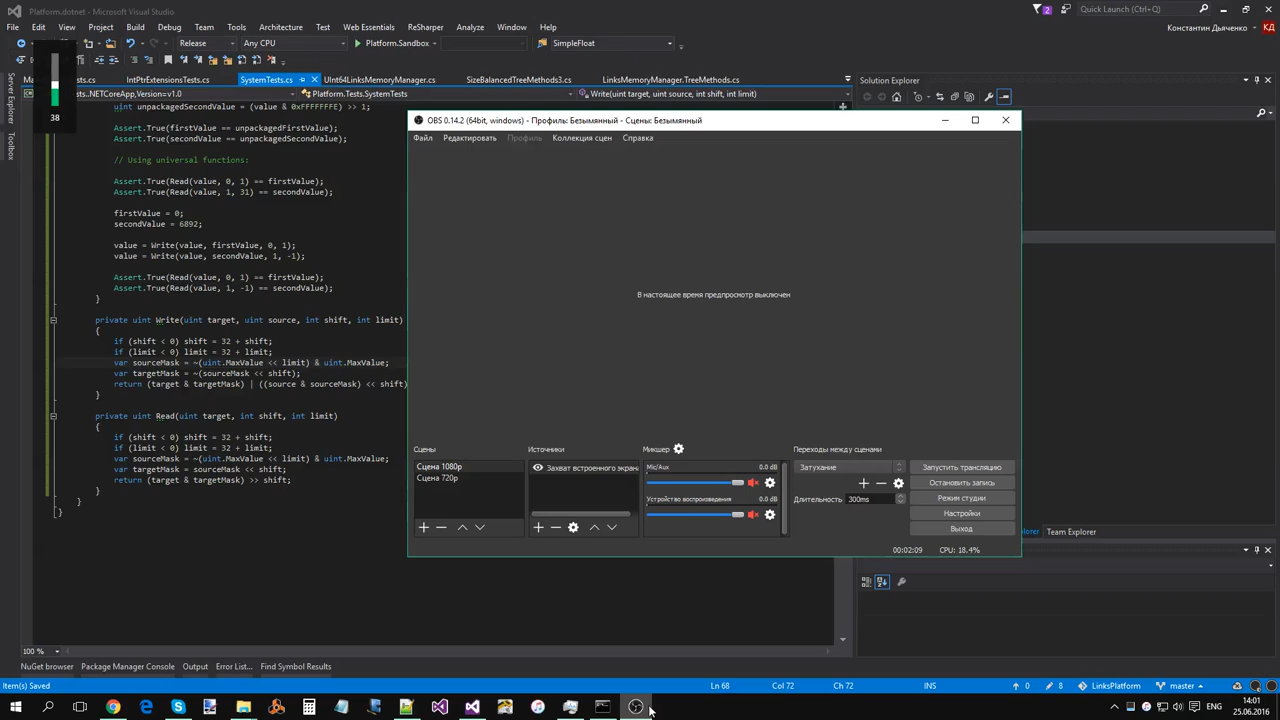 Platform.dotnet - Microsoft Visual Studio
2
Quick Launch (Ctrl+Q)
File Edit View Project Build Debug Team Tools Test Web Essentials ReSharper Analyze Window Help
Константин Дьяченко КД
Release Any CPU Platform.Sandbox SimpleFloat
IntPtrExtensionsTests.cs SystemTests.cs UInt64LinksMemoryManager.cs SizeBalancedTreeMethods3.cs LinksMemoryManager.TreeMethods.cs
Solution Explorer
Server Explorer
Toolbox
38
Tests..NETCoreApp,Version=v1.0 Platform.Tests.SystemTests Write(uint target, uint source, int shift, int limit)
uint unpackagedSecondValue = (value & 0xFFFFFFFE) >> 1;
Assert.True(firstValue == unpackagedFirstValue);
Assert.True(secondValue == unpackagedSecondValue);
// Using universal functions:
Assert.True(Read(value, 0, 1) == firstValue);
Assert.True(Read(value, 1, 31) == secondValue);
firstValue = 0;
secondValue = 6892;
value = Write(value, firstValue, 0, 1);
value = Write(value, secondValue, 1, -1);
Assert.True(Read(value, 0, 1) == firstValue);
Assert.True(Read(value, 1, -1) == secondValue);
}
private uint Write(uint target, uint source, int shift, int limit)
{
if (shift < 0) shift = 32 + shift;
if (limit < 0) limit = 32 + limit;
var sourceMask = ~(uint.MaxValue << limit) & uint.MaxValue;
var targetMask = ~(sourceMask << shift);
return (target & targetMask) | ((source & sourceMask) << shift)
}
private uint Read(uint target, int shift, int limit)
{
if (shift < 0) shift = 32 + shift;
if (limit < 0) limit = 32 + limit;
var sourceMask = ~(uint.MaxValue << limit) & uint.MaxValue;
var targetMask = sourceMask << shift;
return (target & targetMask) >> shift;
}
}
}
OBS 0.14.2 (64bit, windows) - Профиль: Безымянный - Сцены: Безымянный
Файл Редактировать Профиль Коллекция сцен Справка
В настоящее время предпросмотр выключен
Сцены
Сцена 1080p
Сцена 720p
Источники
Захват встроенного экрана
Микшер
Mic/Aux 0.0 dB
Устройство воспроизведения 0.0 dB
Переходы между сценами
Затухание
Длительность 300ms
Запустить трансляцию
Остановить запись
Режим студии
Настройки
Выход
00:02:09 CPU: 18.4%
Team Explorer
100 %
NuGet browser Package Manager Console Output Error List... Find Symbol Results
Item(s) Saved Ln 68 Col 72 Ch 72 INS 0 8 LinksPlatform master
ENG
14:01
25.06.2016